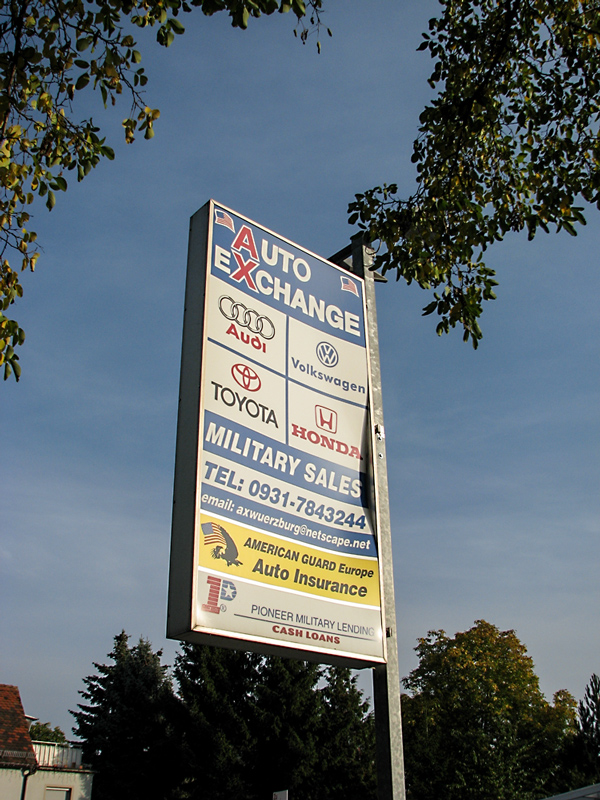 AUTO
EXCHANGE
Audi
Volkswagen
TOYOTA
HONDA
MILITARY SALES
TEL: 0931-7843244
email: axwuerzburg@netscape.net
AMERICAN GUARD Europe
Auto Insurance
1P®
PIONEER MILITARY LENDING
CASH LOANS